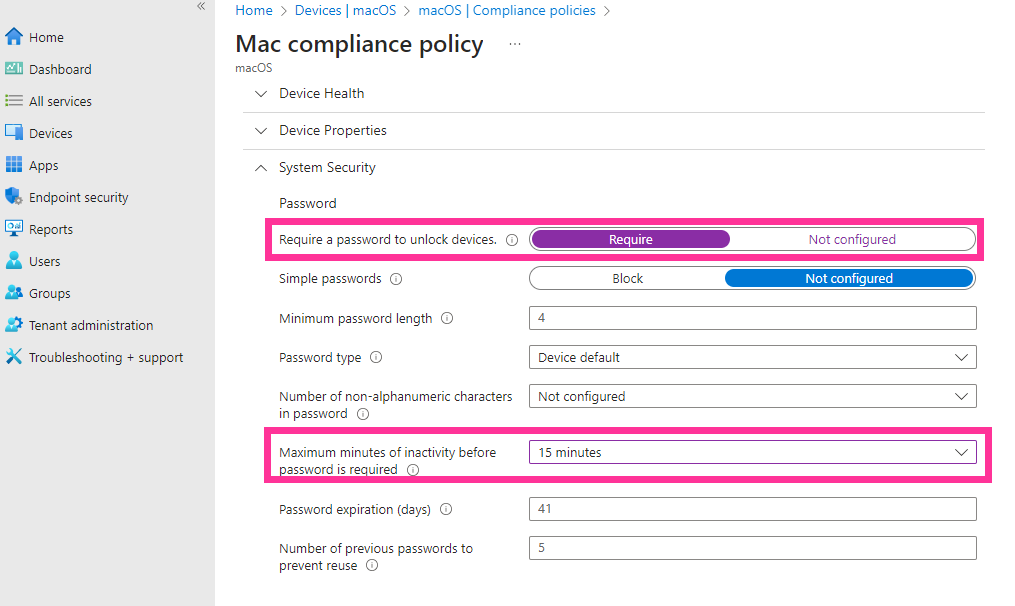 Home > Devices | macOS > macOS | Compliance policies >
Mac compliance policy ...
macOS
Home
Dashboard
All services
Devices
Apps
Endpoint security
Reports
Users
Groups
Tenant administration
Troubleshooting + support
Device Health
Device Properties
System Security
Password
Require a password to unlock devices. Require Not configured
Simple passwords Block Not configured
Minimum password length 4
Password type Device default
Number of non-alphanumeric characters
in password Not configured
Maximum minutes of inactivity before
password is required 15 minutes
Password expiration (days) 41
Number of previous passwords to
prevent reuse 5